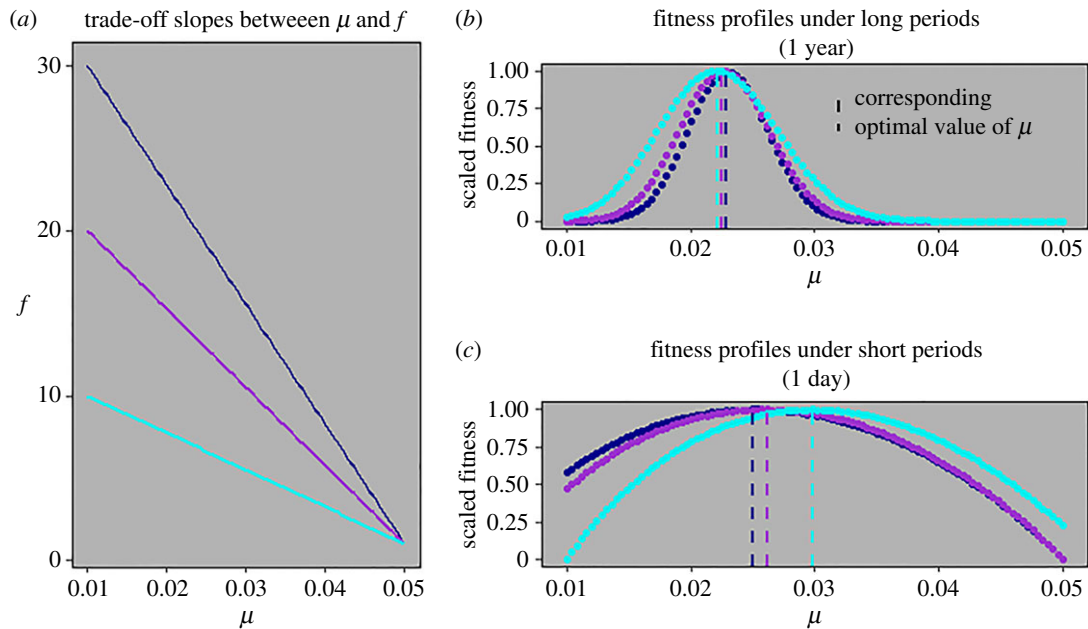 (a) trade-off slopes betweeen μ and f
30
20
f
10
0
0.01 0.02 0.03 0.04 0.05
μ
(b) fitness profiles under long periods
(1 year)
1.00
0.75
0.50
0.25
0
scaled fitness
corresponding
optimal value of μ
0.01 0.02 0.03 0.04 0.05
μ
(c) fitness profiles under short periods
(1 day)
1.00
0.75
0.50
0.25
0
scaled fitness
0.01 0.02 0.03 0.04 0.05
μ